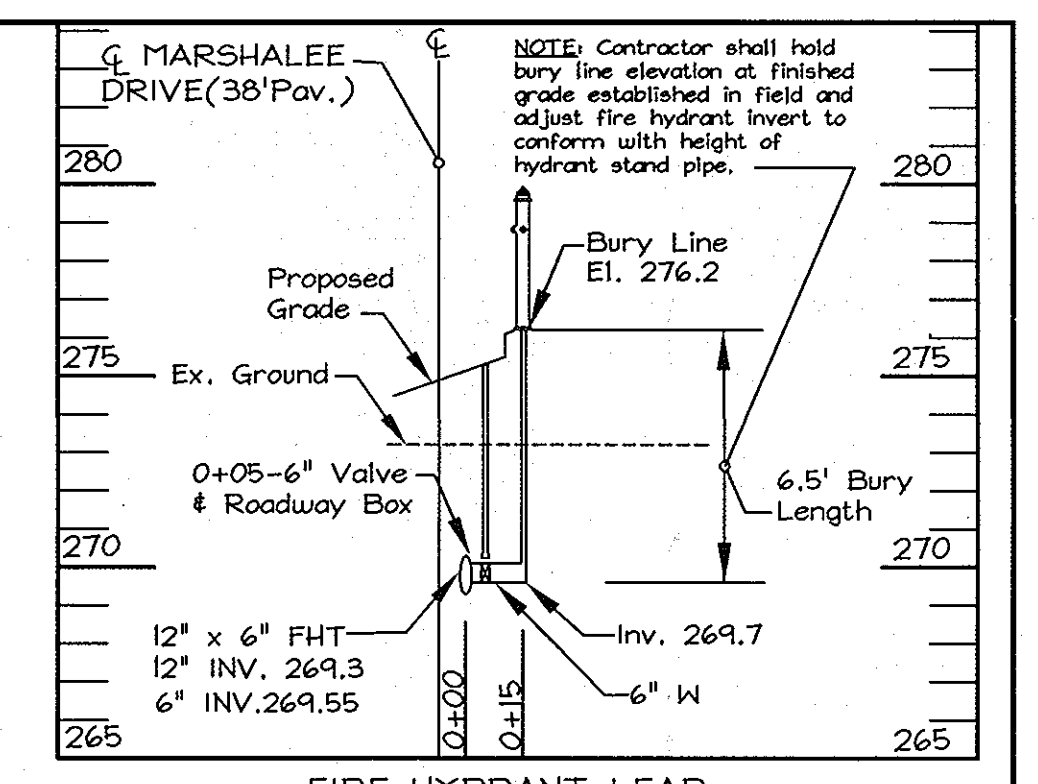 ℄ MARSHALEE
DRIVE(38'Pav.)
℄
NOTE: Contractor shall hold
bury line elevation at finished
grade established in field and
adjust fire hydrant invert to
conform with height of
hydrant stand pipe.
280
280
Bury Line
El. 276.2
Proposed
Grade
275
275
Ex. Ground
0+05-6" Valve
& Roadway Box
6.5' Bury
Length
270
270
12" x 6" FHT
12" INV. 269.3
6" INV.269.55
Inv. 269.7
6" W
0+00
0+15
265
265
FIRE HYDRANT LEAD